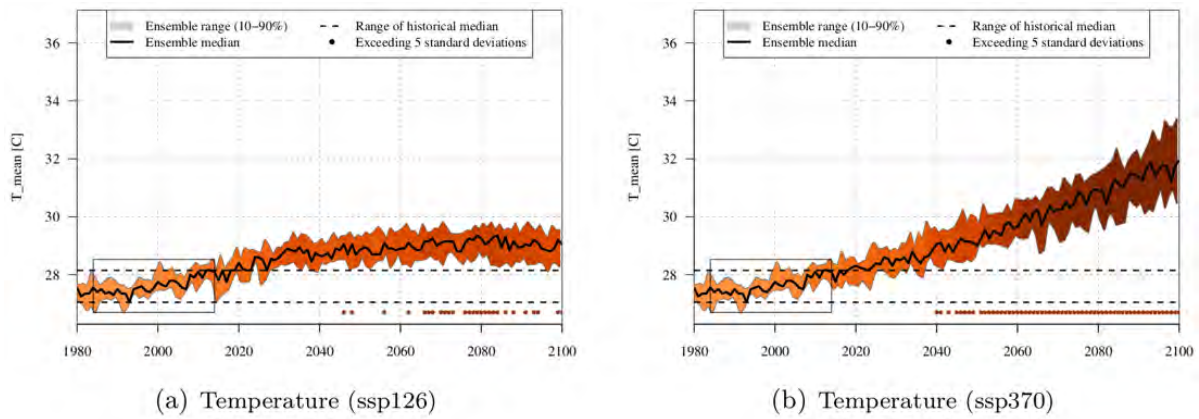 Ensemble range (10-90%)
Ensemble median
Range of historical median
Exceeding 5 standard deviations
36
34
32
30
28
T_mean [C]
1980 2000 2020 2040 2060 2080 2100
(a) Temperature (ssp126)
Ensemble range (10-90%)
Ensemble median
Range of historical median
Exceeding 5 standard deviations
36
34
32
30
28
T_mean [C]
1980 2000 2020 2040 2060 2080 2100
(b) Temperature (ssp370)